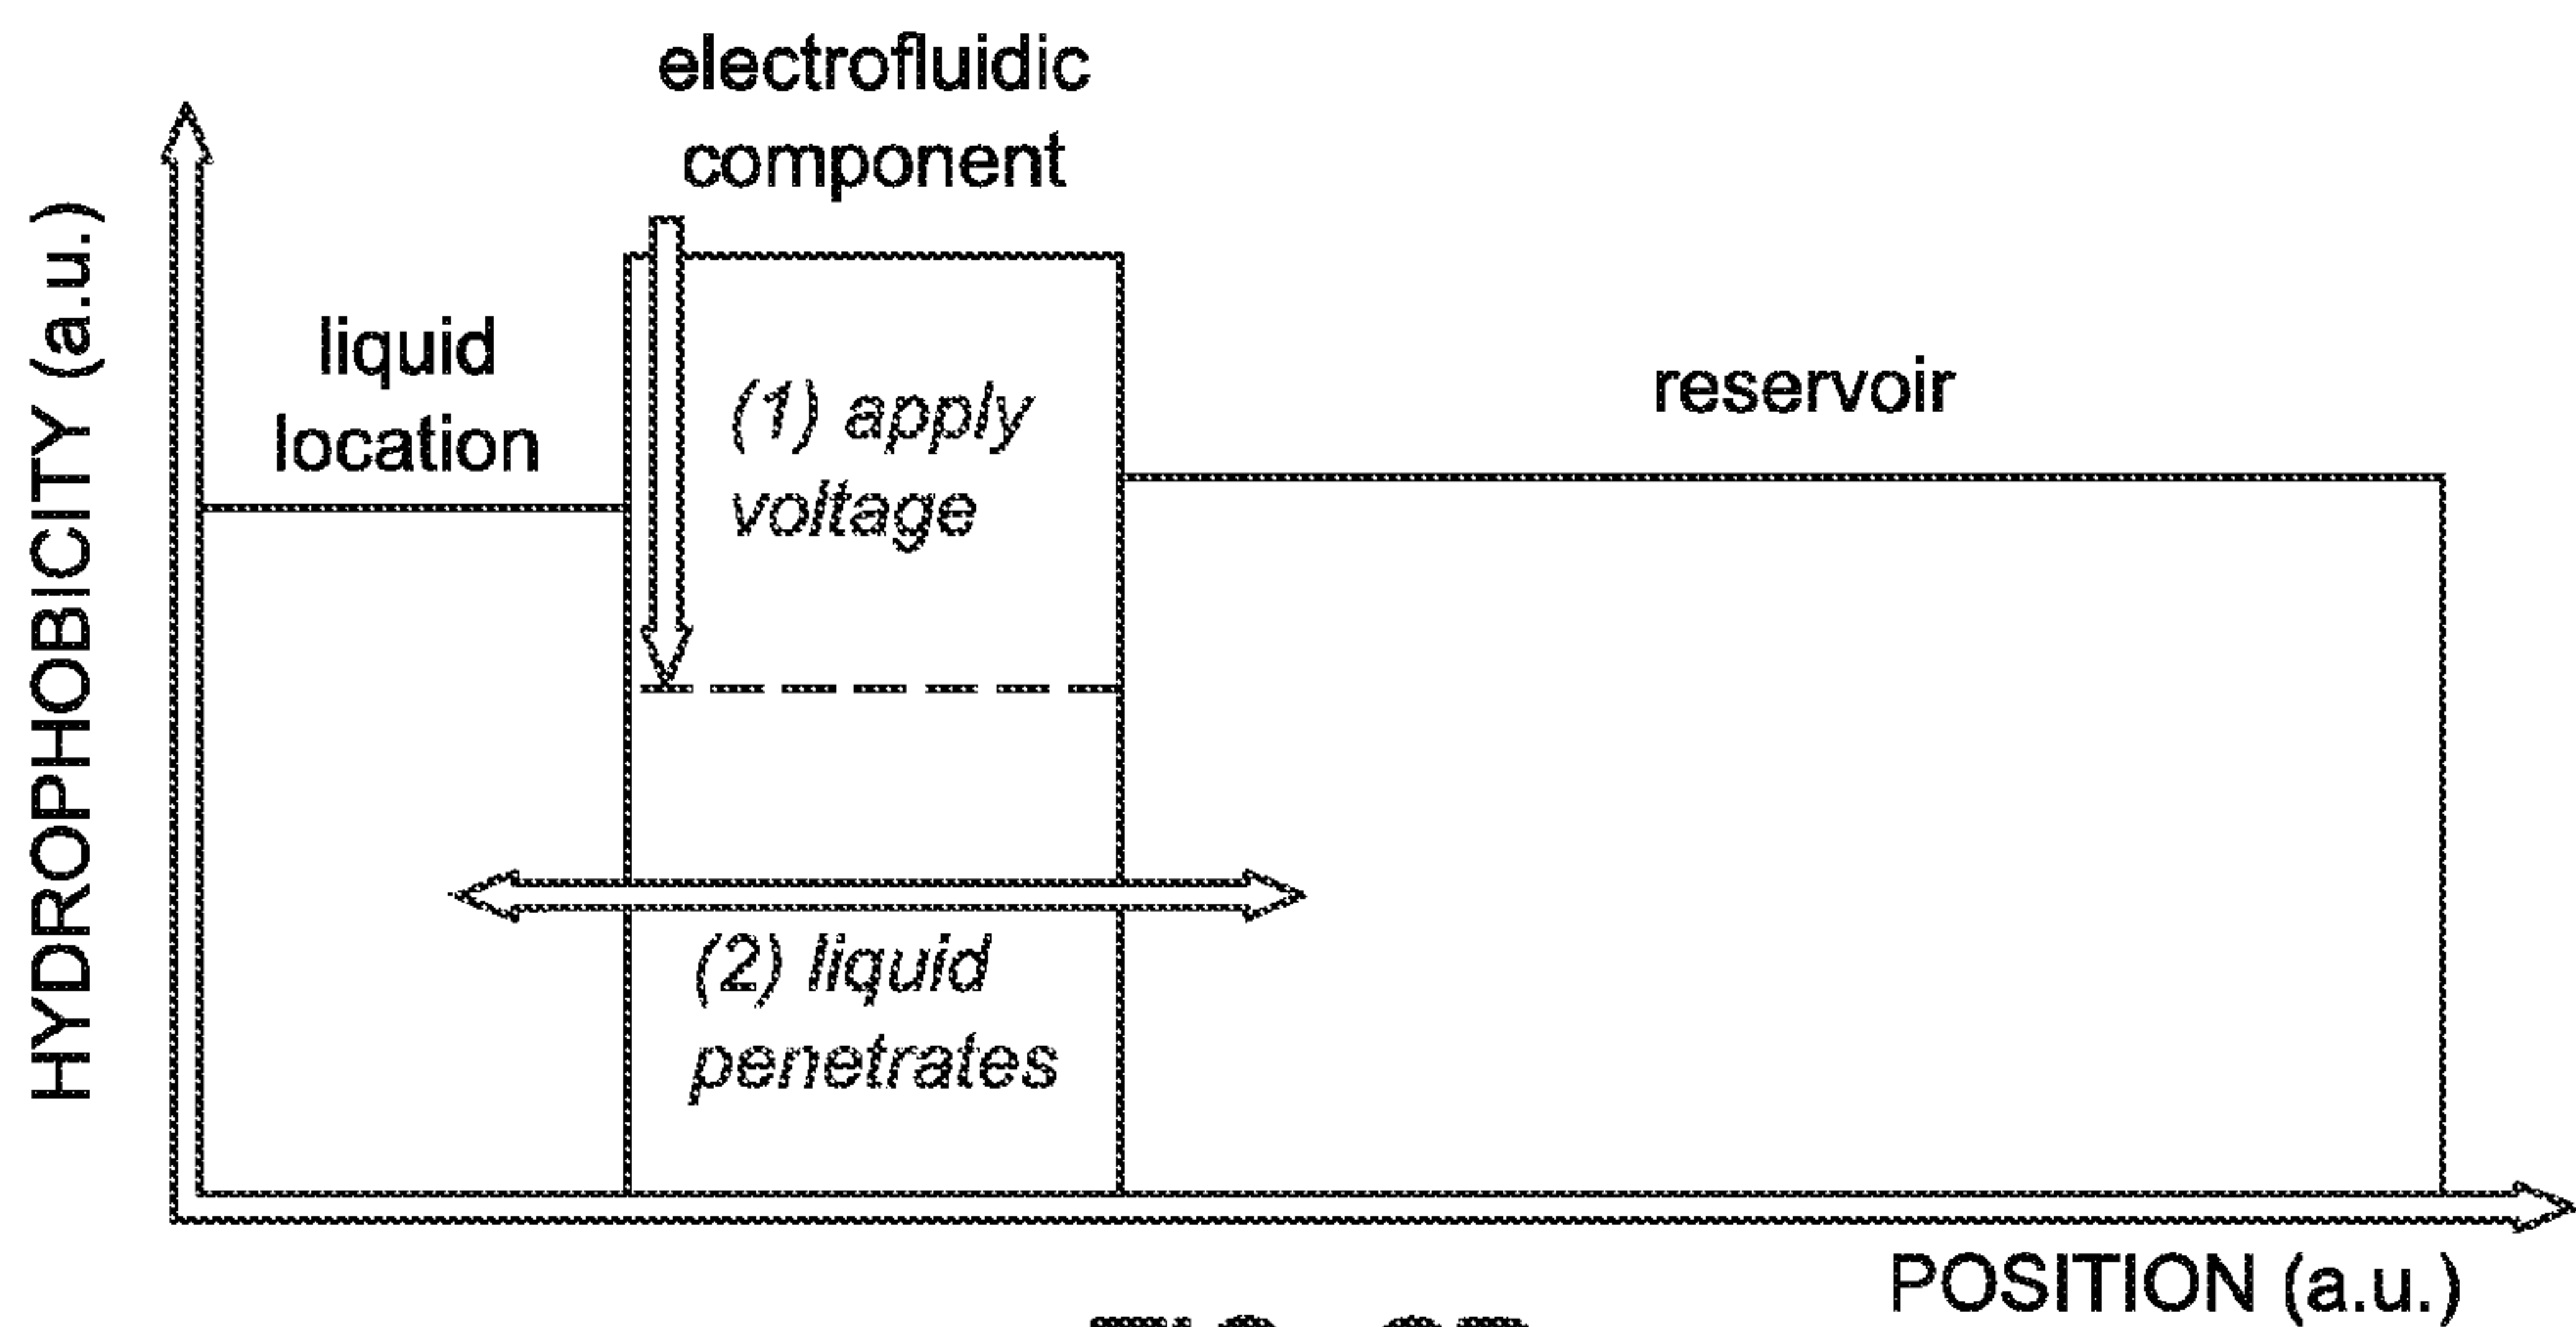 electrofluidic
component
HYDROPHOBICITY (a.u.)
liquid
location
(1) apply
voltage
reservoir
(2) liquid
penetrates
POSITION (a.u.)